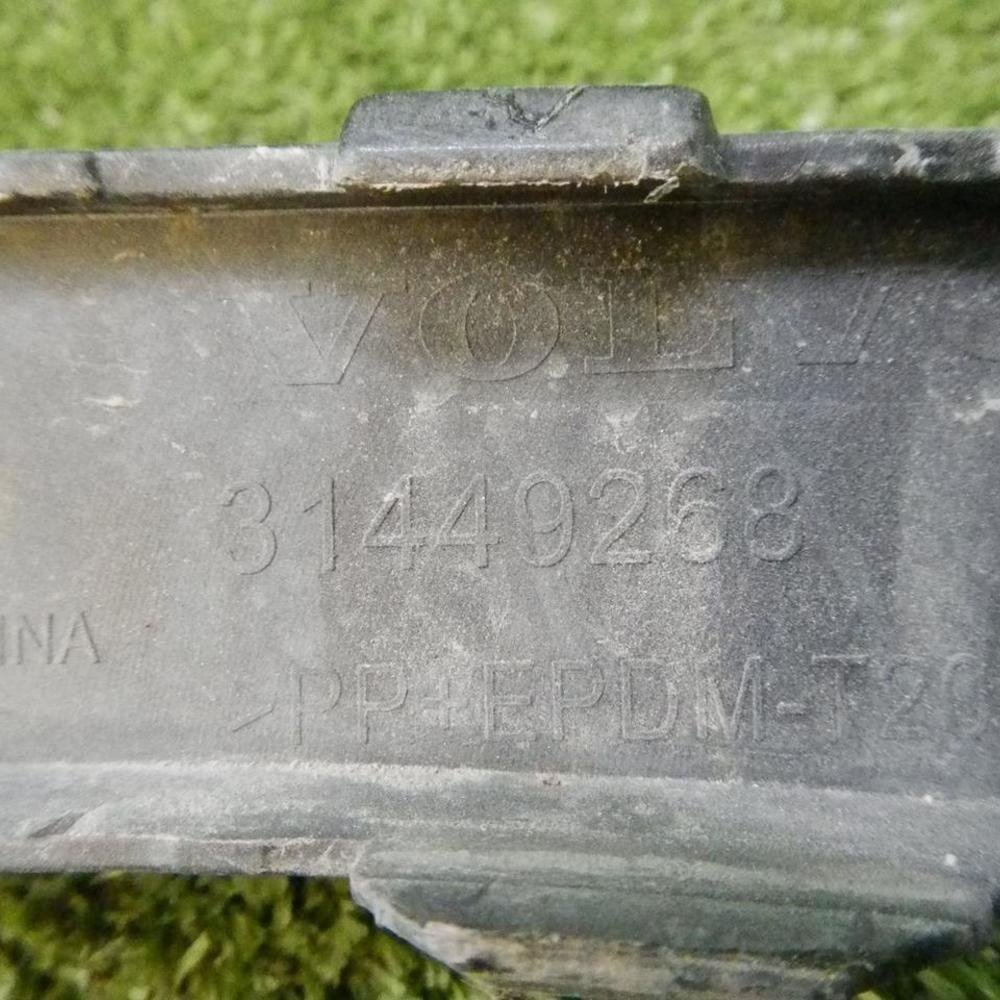 VOLVO
31449268
INA
>PP+EPDM-T20